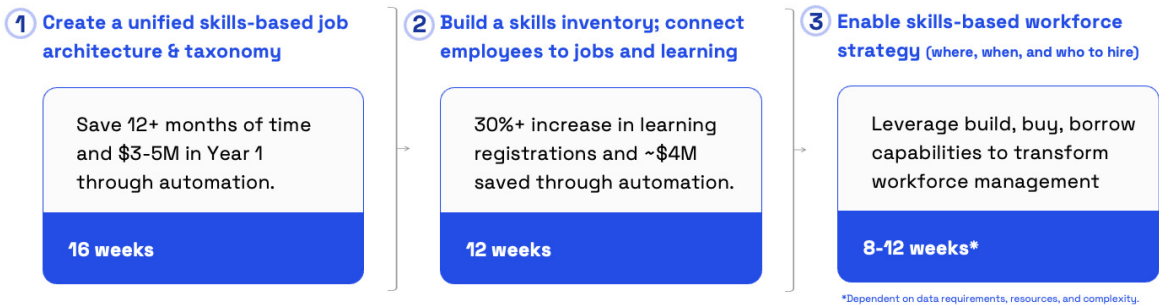 1 Create a unified skills-based job
architecture & taxonomy
Save 12+ months of time
and $3-5M in Year 1
through automation.
16 weeks
2 Build a skills inventory; connect
employees to jobs and learning
30%+ increase in learning
registrations and ~$4M
saved through automation.
12 weeks
3 Enable skills-based workforce
strategy (where, when, and who to hire)
Leverage build, buy, borrow
capabilities to transform
workforce management
8-12 weeks*
*Dependent on data requirements, resources, and complexity.